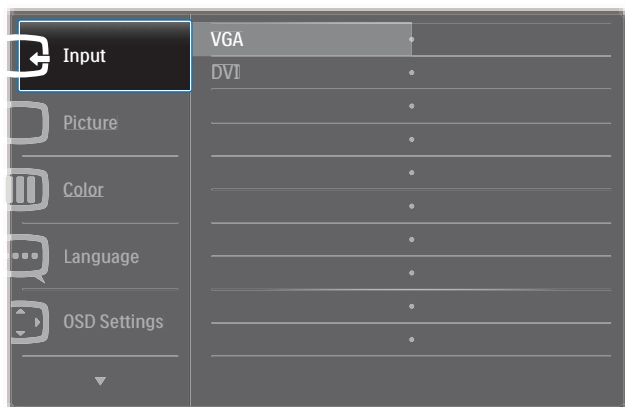 Input
VGA
DVI
Picture
Color
Language
OSD Settings